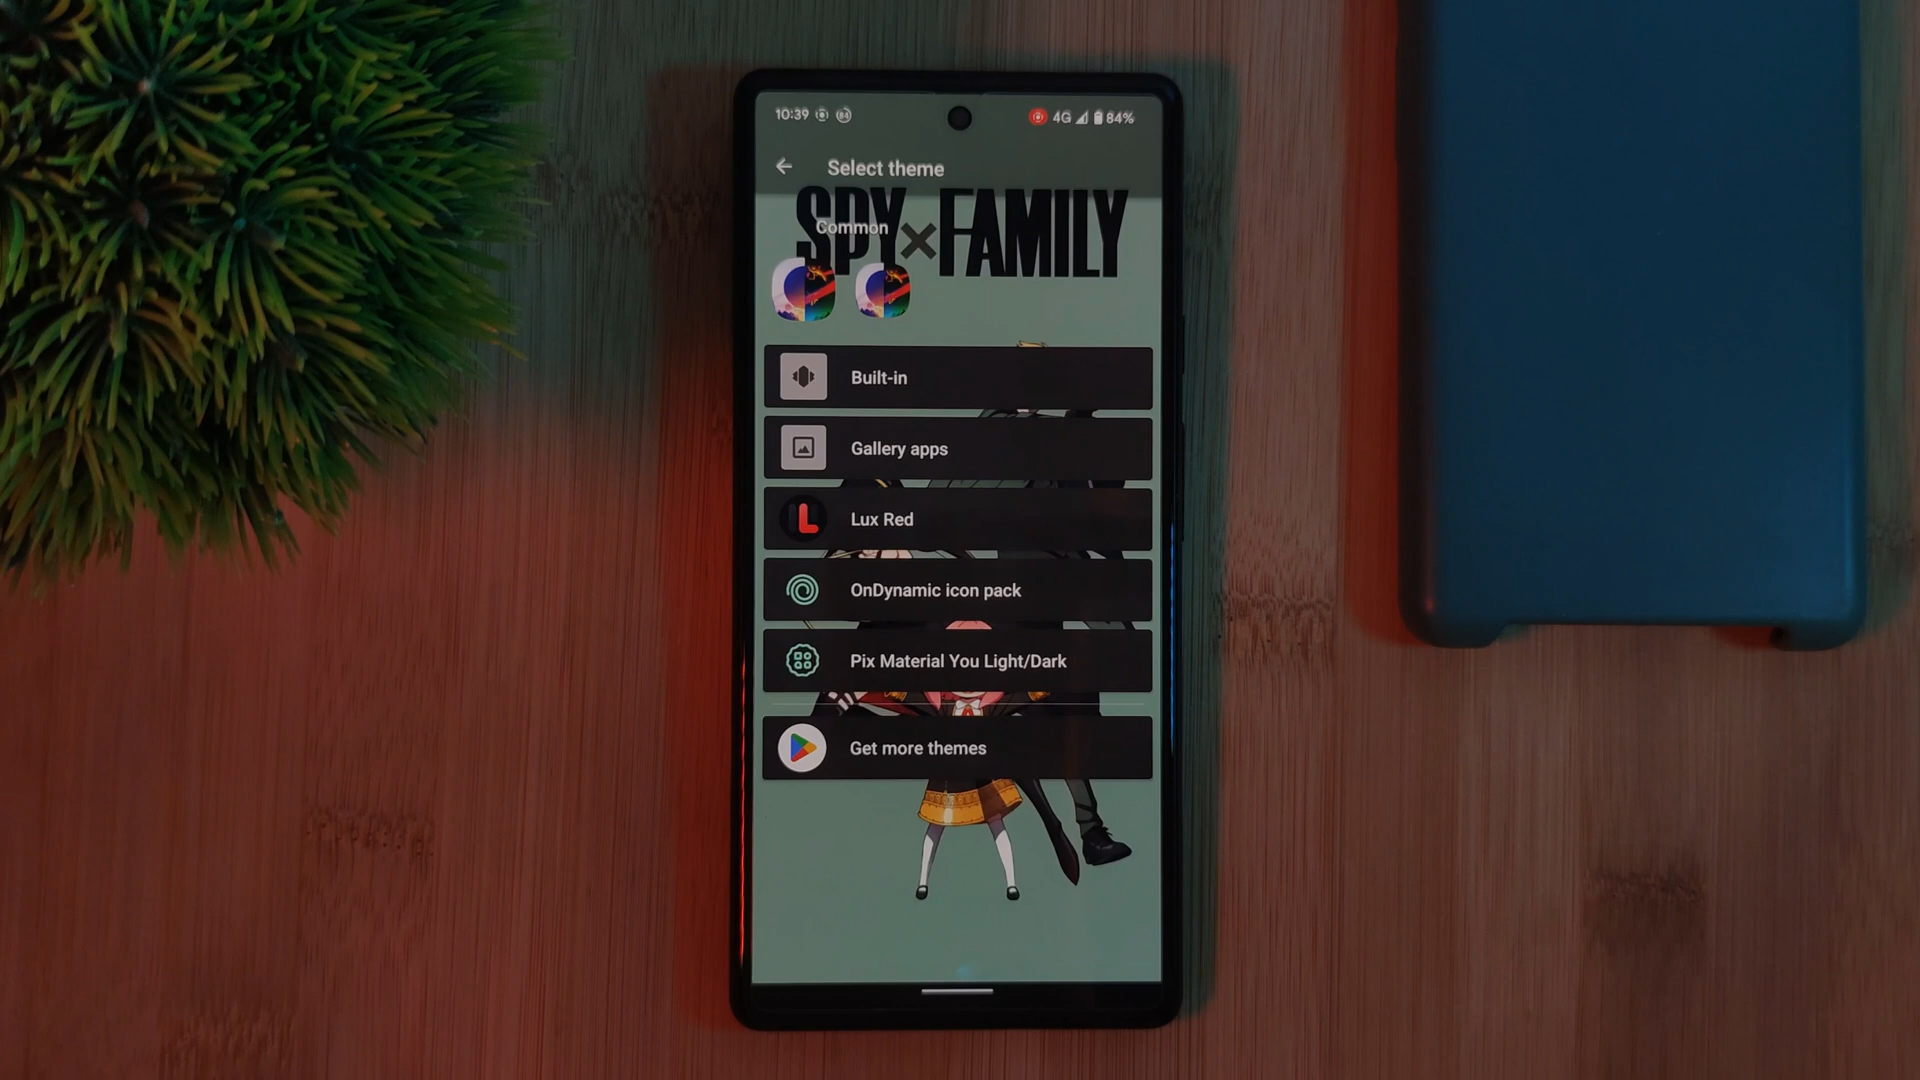 10:39 84 4G 84%
Select theme
SPY×FAMILY
Common
Built-in
Gallery apps
L Lux Red
OnDynamic icon pack
Pix Material You Light/Dark
Get more themes